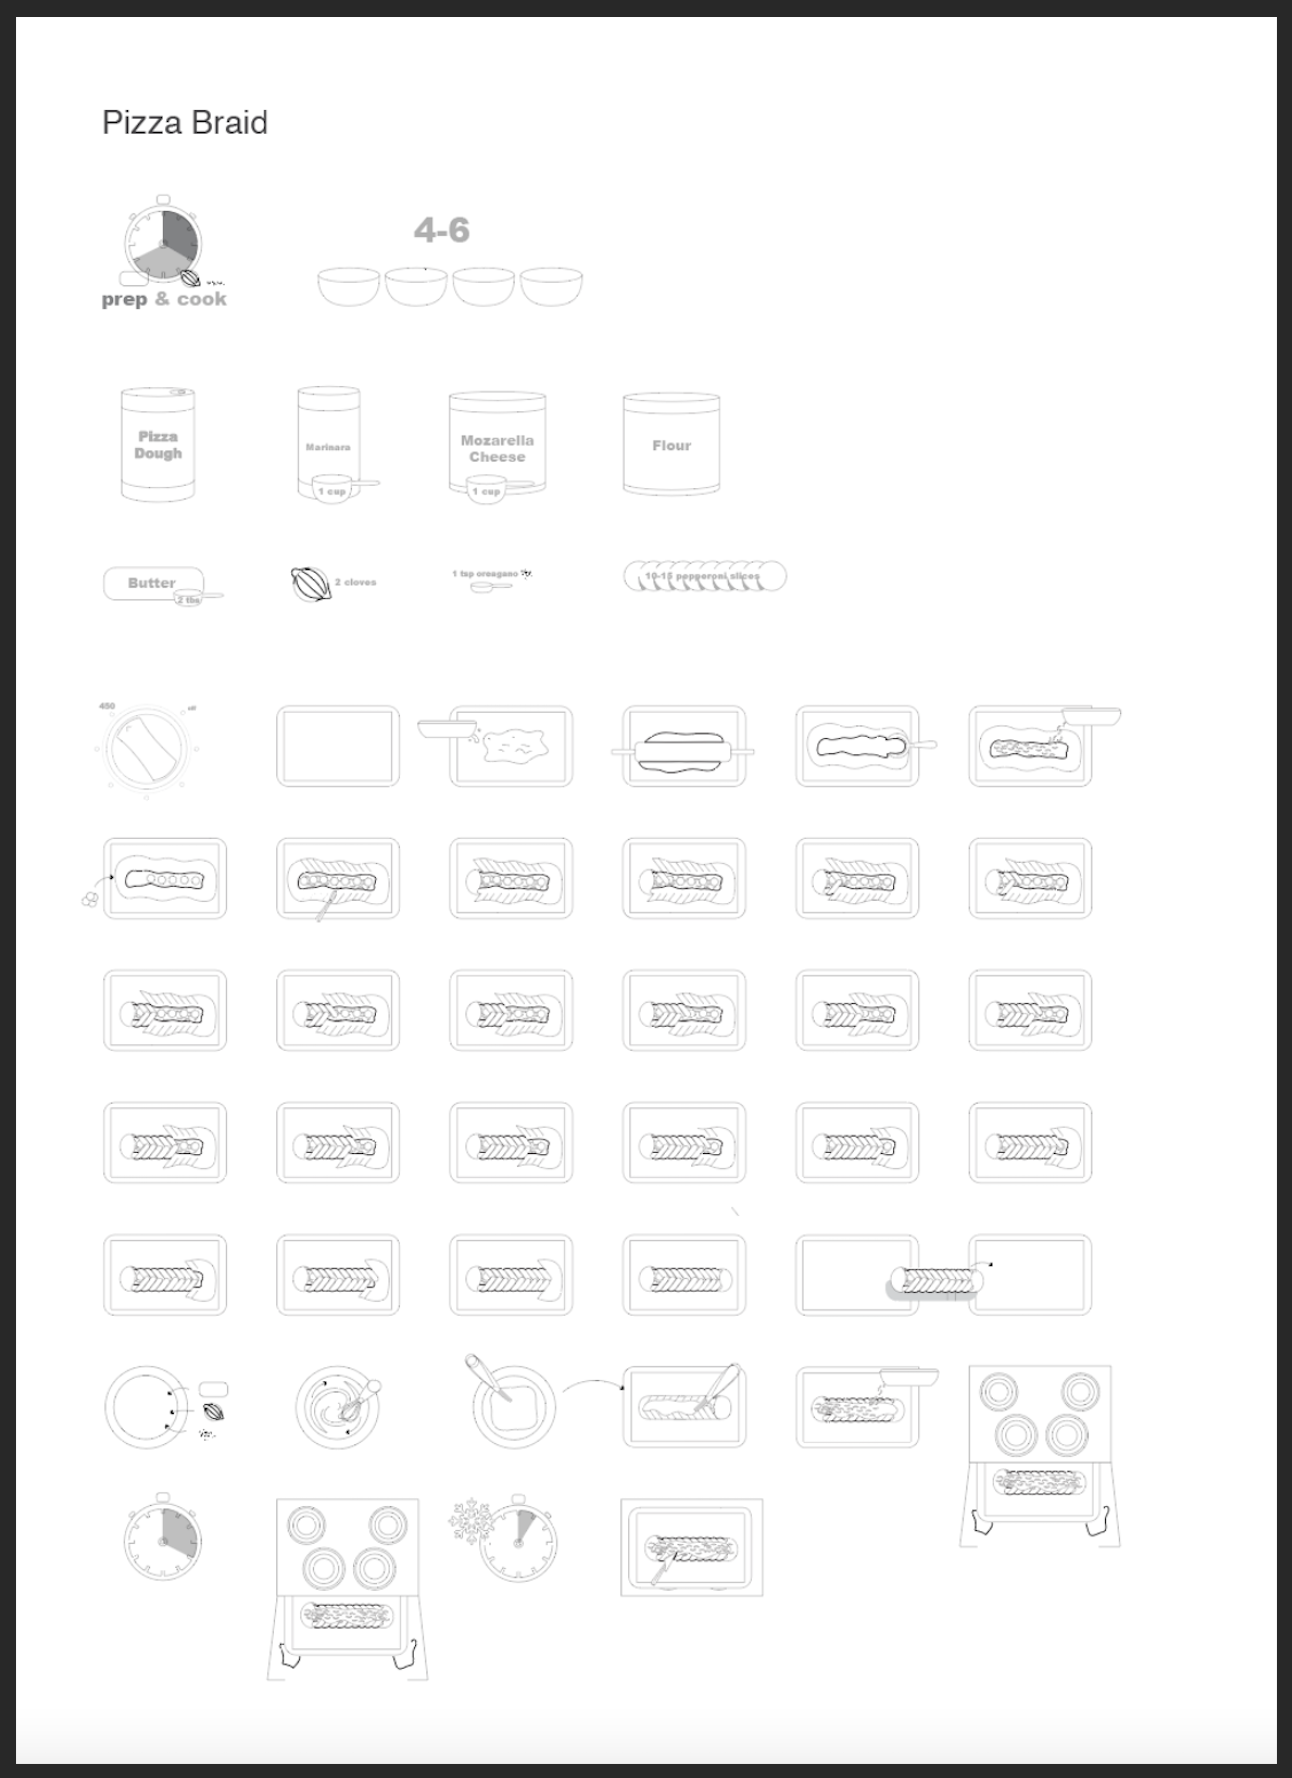 Pizza Braid
4-6
prep & cook
Pizza
Dough
Marinara
1 cup
Mozarella
Cheese
1 cup
Flour
Butter
2 tbs
2 cloves
1 tsp oreagano
10-15 pepperoni slices
450
off